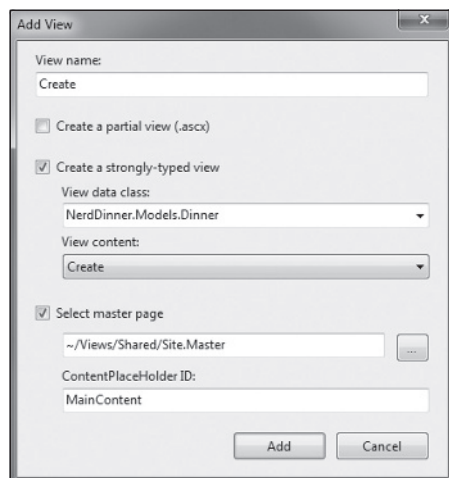 Add View
View name:
Create
Create a partial view (.ascx)
Create a strongly-typed view
View data class:
NerdDinner.Models.Dinner
View content:
Create
Select master page
~/Views/Shared/Site.Master
...
ContentPlaceHolder ID:
MainContent
Add
Cancel